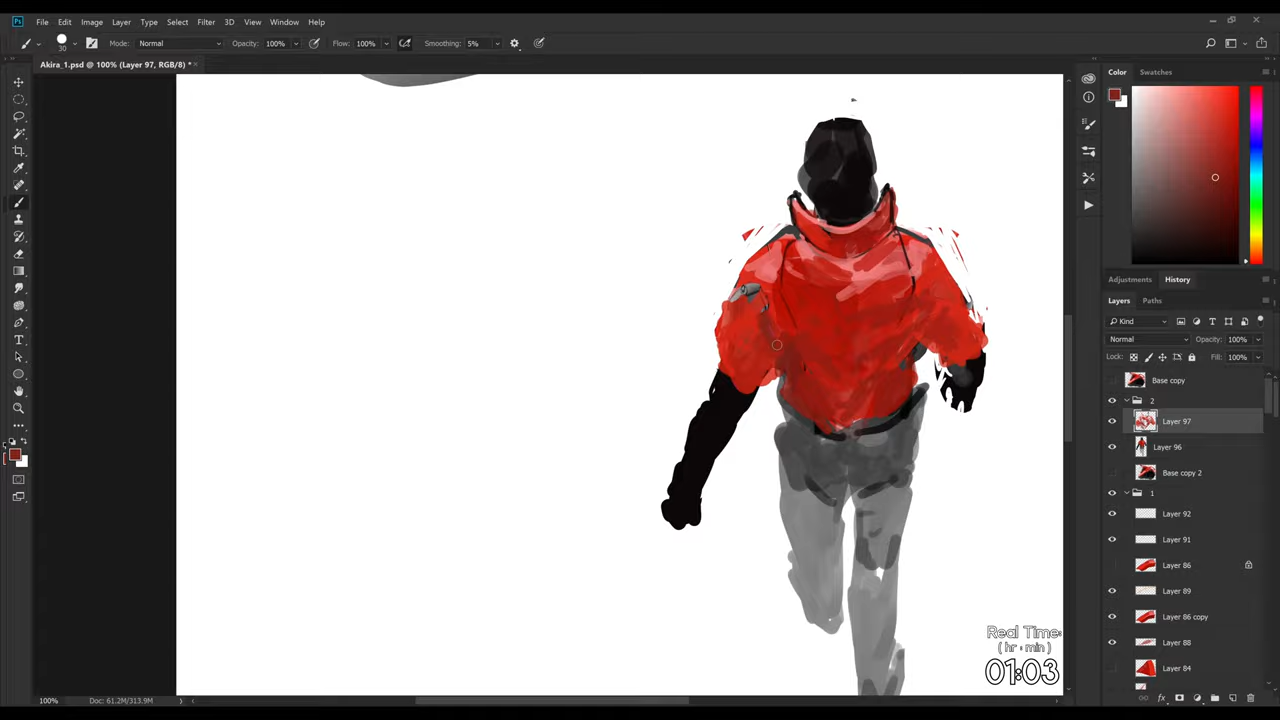 Ps File Edit Image Layer Type Select Filter 3D View Window Help
30 Mode: Normal Opacity: 100% Flow: 100% Smoothing: 5%
Akira_1.psd @ 100% (Layer 97, RGB/8) *
Color Swatches
Adjustments History
Layers Paths
Kind
Normal Opacity: 100%
Lock: Fill: 100%
Base copy
2
Layer 97
Layer 96
Base copy 2
1
Layer 92
Layer 91
Layer 86
Layer 89
Layer 86 copy
Layer 88
Layer 84
Real Time:
( hr : min )
01:03
100% Doc: 61.2M/313.9M